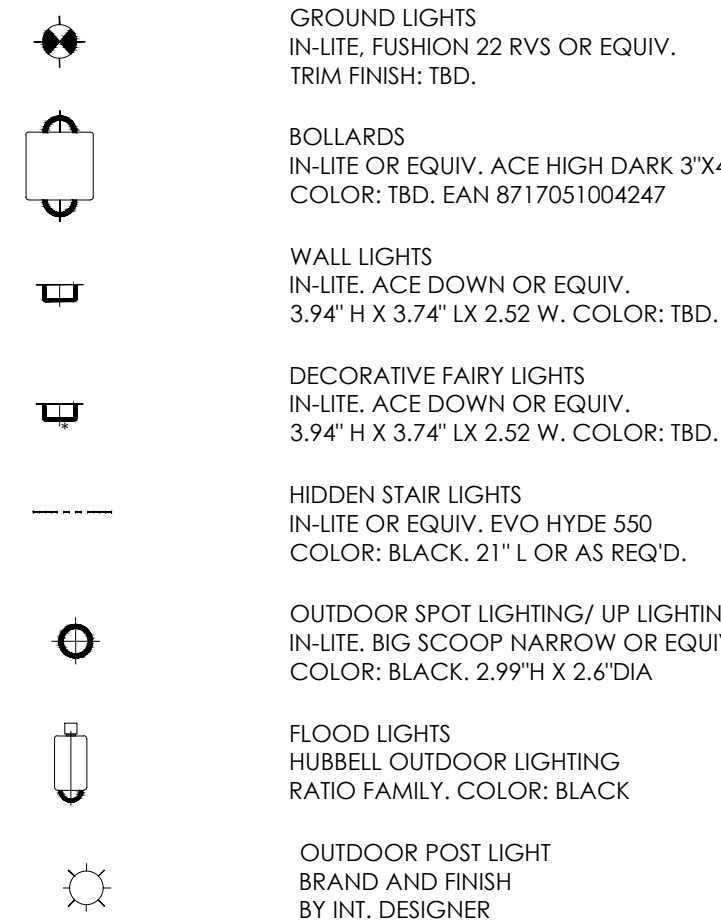 GROUND LIGHTS
IN-LITE, FUSHION 22 RVS OR EQUIV.
TRIM FINISH: TBD.
BOLLARDS
IN-LITE OR EQUIV. ACE HIGH DARK 3"X4
COLOR: TBD. EAN 8717051004247
WALL LIGHTS
IN-LITE. ACE DOWN OR EQUIV.
3.94" H X 3.74" LX 2.52 W. COLOR: TBD.
DECORATIVE FAIRY LIGHTS
IN-LITE. ACE DOWN OR EQUIV.
*
3.94" H X 3.74" LX 2.52 W. COLOR: TBD.
HIDDEN STAIR LIGHTS
IN-LITE OR EQUIV. EVO HYDE 550
COLOR: BLACK. 21" L OR AS REQ'D.
OUTDOOR SPOT LIGHTING/ UP LIGHTIN
IN-LITE. BIG SCOOP NARROW OR EQUI
COLOR: BLACK. 2.99"H X 2.6"DIA
FLOOD LIGHTS
HUBBELL OUTDOOR LIGHTING
RATIO FAMILY. COLOR: BLACK
OUTDOOR POST LIGHT
BRAND AND FINISH
BY INT. DESIGNER